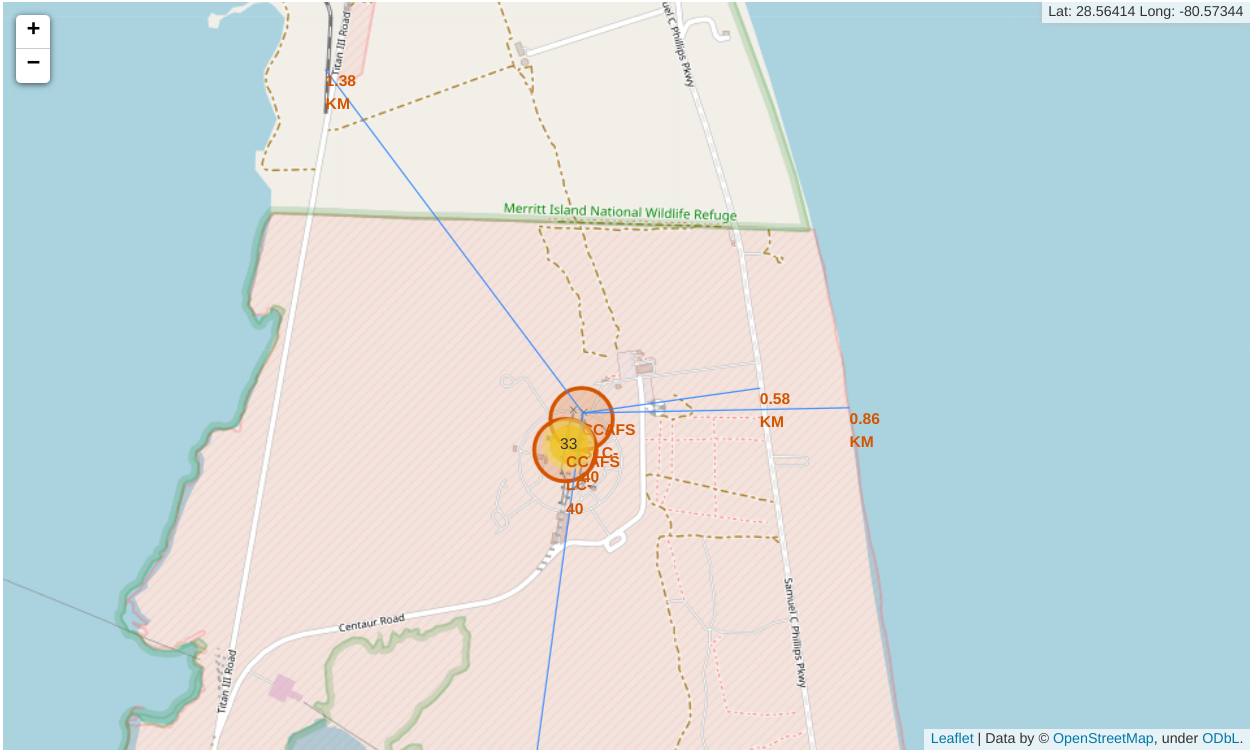 +
−
Lat: 28.56414 Long: -80.57344
Titan III Road
uel C Phillips Pkwy
1.38
KM
Merritt Island National Wildlife Refuge
0.58
KM
0.86
KM
CCAFS
LC-
40
33
CCAFS
LC-
40
Centaur Road
Titan III Road
Samuel C Phillips Pkwy
Leaflet | Data by © OpenStreetMap, under ODbL.